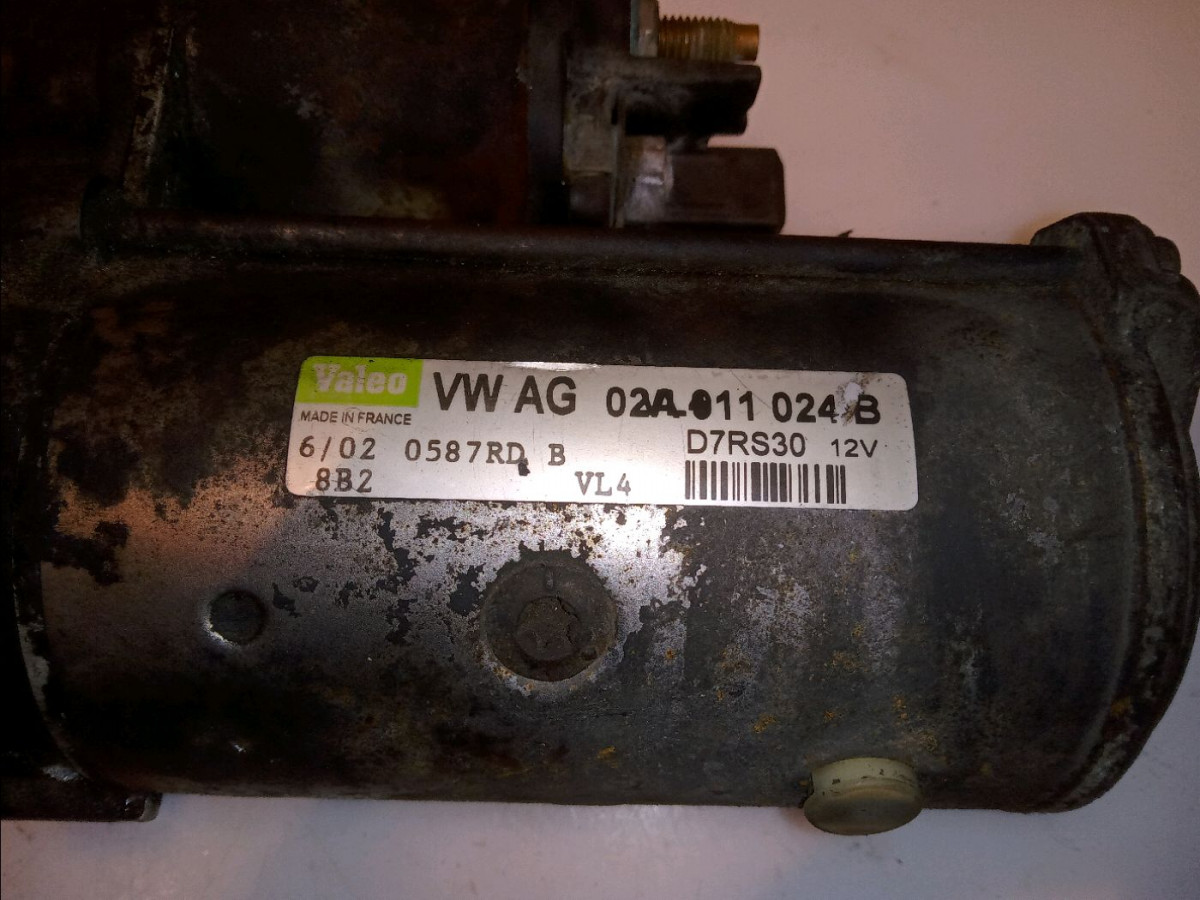 Valeo VW AG 02A 911 024 B
MADE IN FRANCE
6/02 0587RD B D7RS30 12V
8B2 VL4